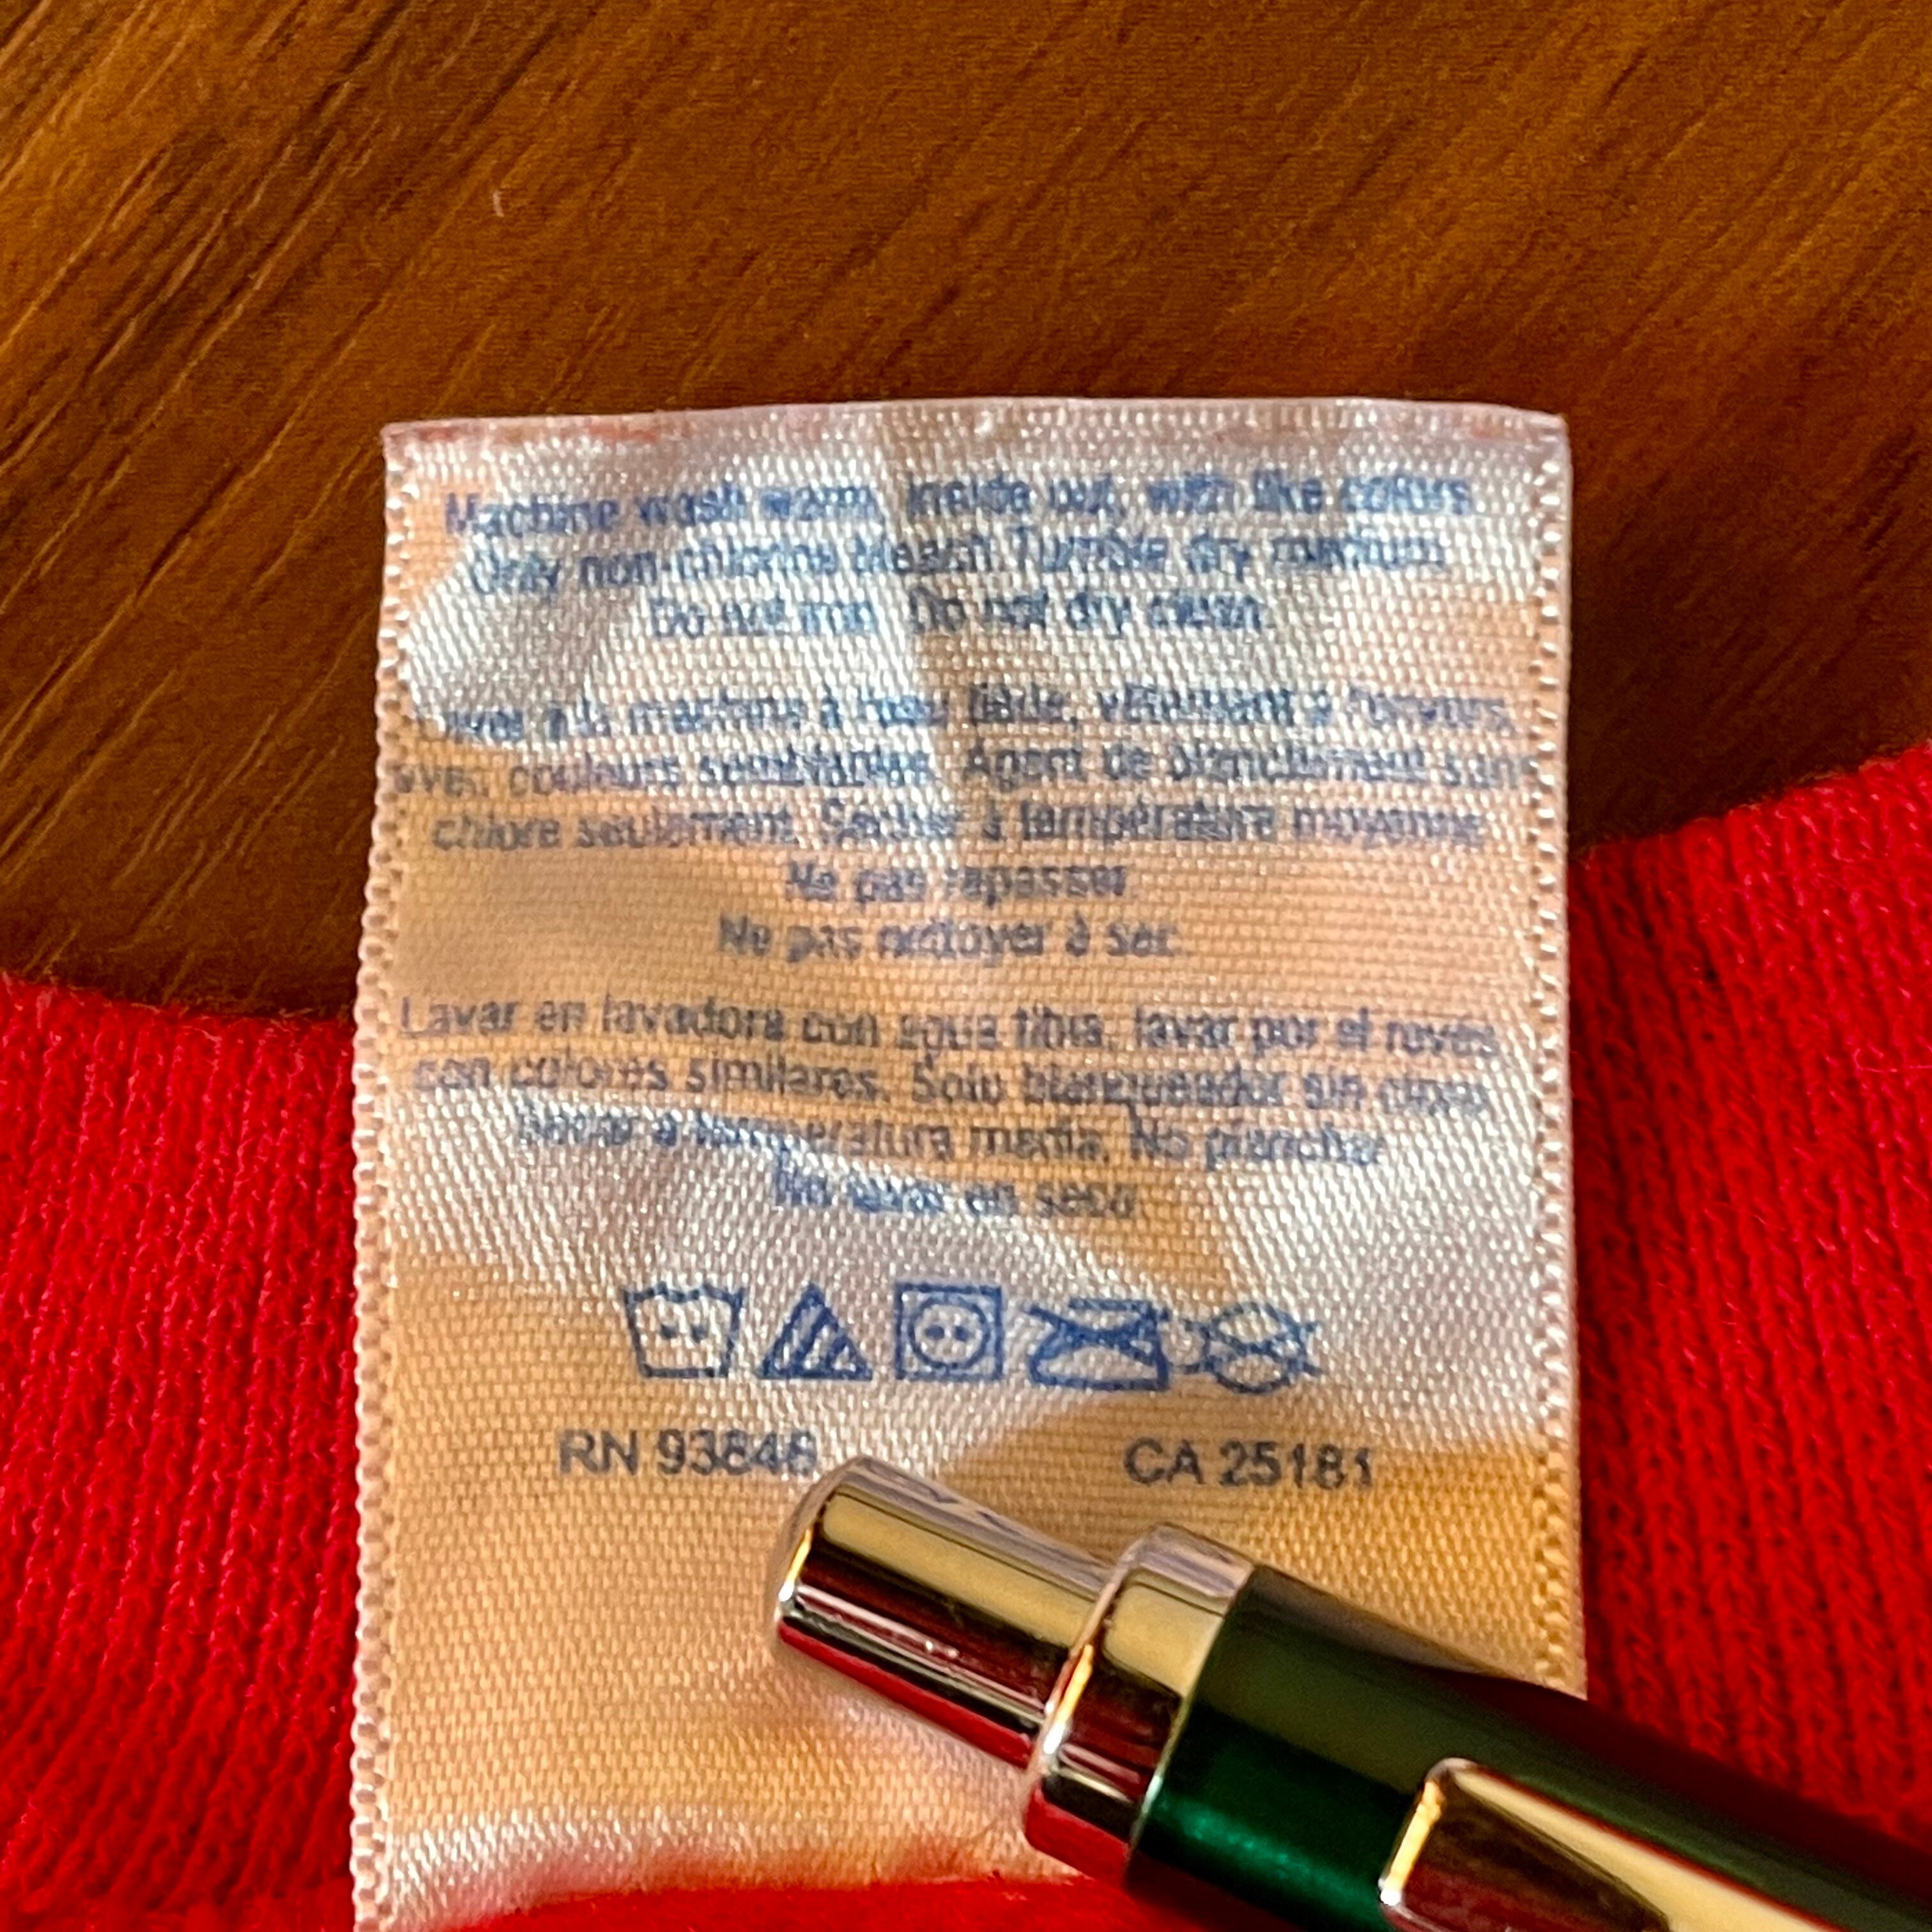 Machine wash warm, inside out, with like colors
Only non-chlorine bleach Tumble dry medium
Do not iron Do not dry clean
Laver à la machine à l'eau tiède, vêtement à l'envers,
avec couleurs semblables. Agent de blanchiment sans
chlore seulement. Sécher à température moyenne
Ne pas repasser
Ne pas nettoyer à sec
Lavar en lavadora con agua tibia, lavar por el reves
con colores similares. Solo blanqueador sin cloro
Secar a temperatura media. No planchar
No lavar en seco
RN 93846 CA 25181